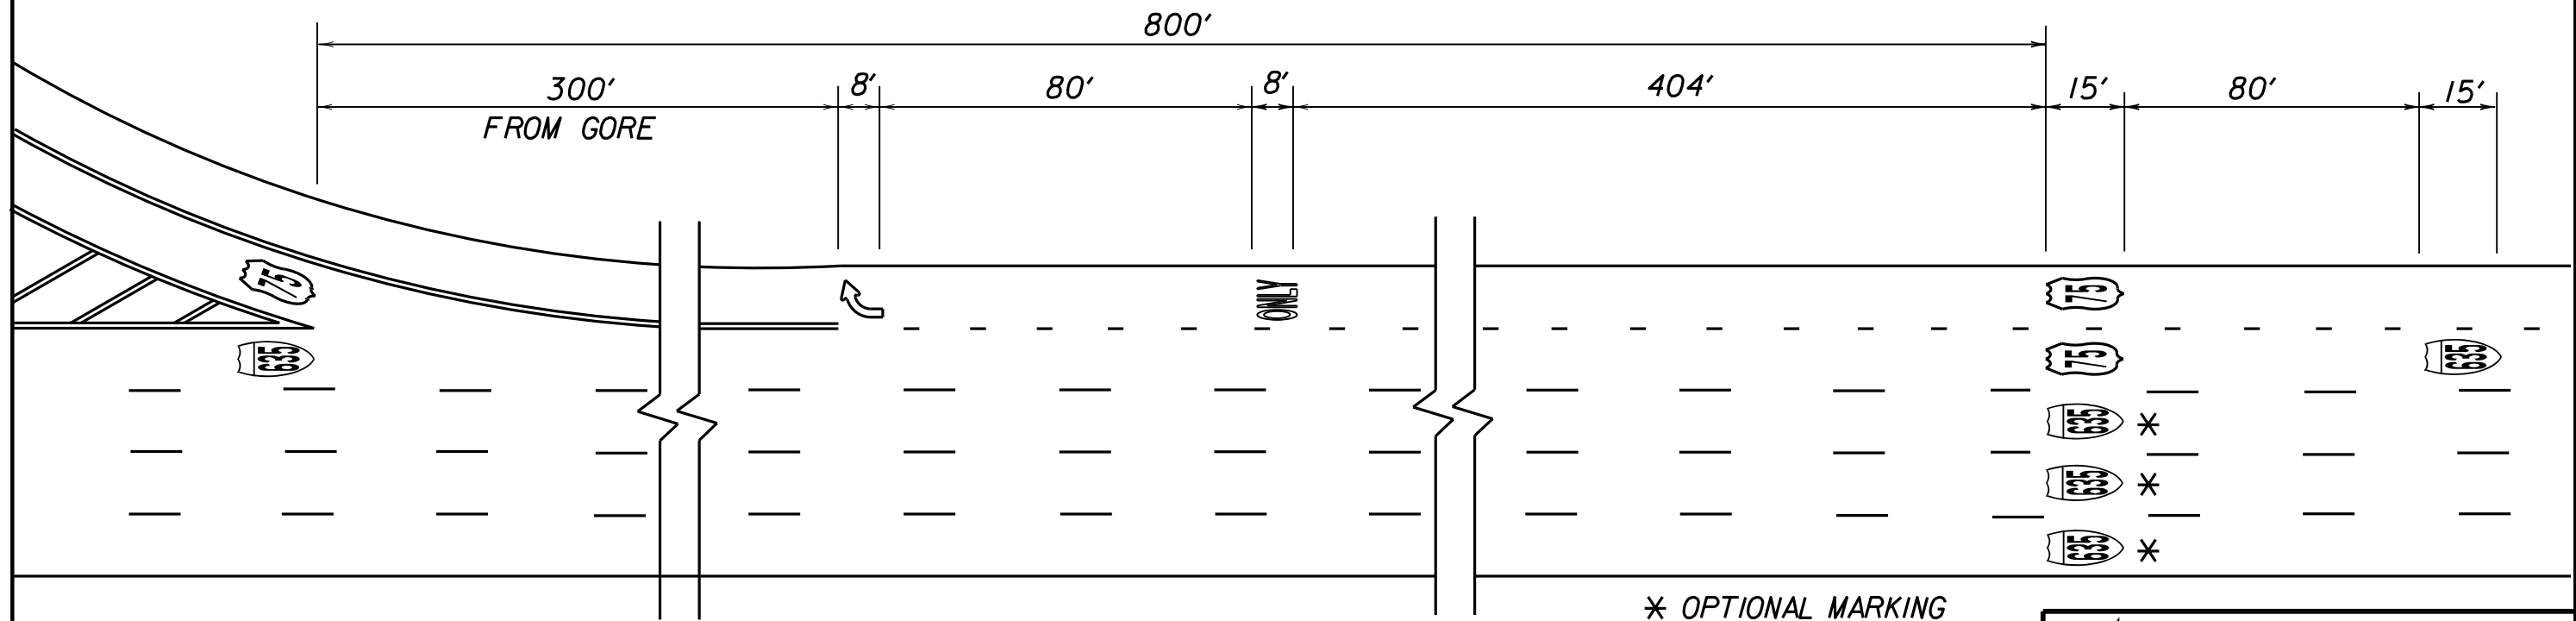 800'
300' 8' 80' 8' 404' 15' 80' 15'
FROM GORE
75 ONLY 75
635 75 635
635 *
635 *
635 *
* OPTIONAL MARKING